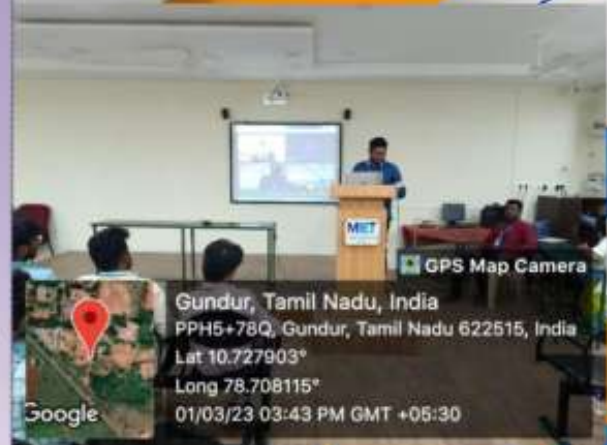 MIET
GPS Map Camera
Gundur, Tamil Nadu, India
PPH5+78Q, Gundur, Tamil Nadu 622515, India
Lat 10.727903°
Long 78.708115°
01/03/23 03:43 PM GMT +05:30
Google